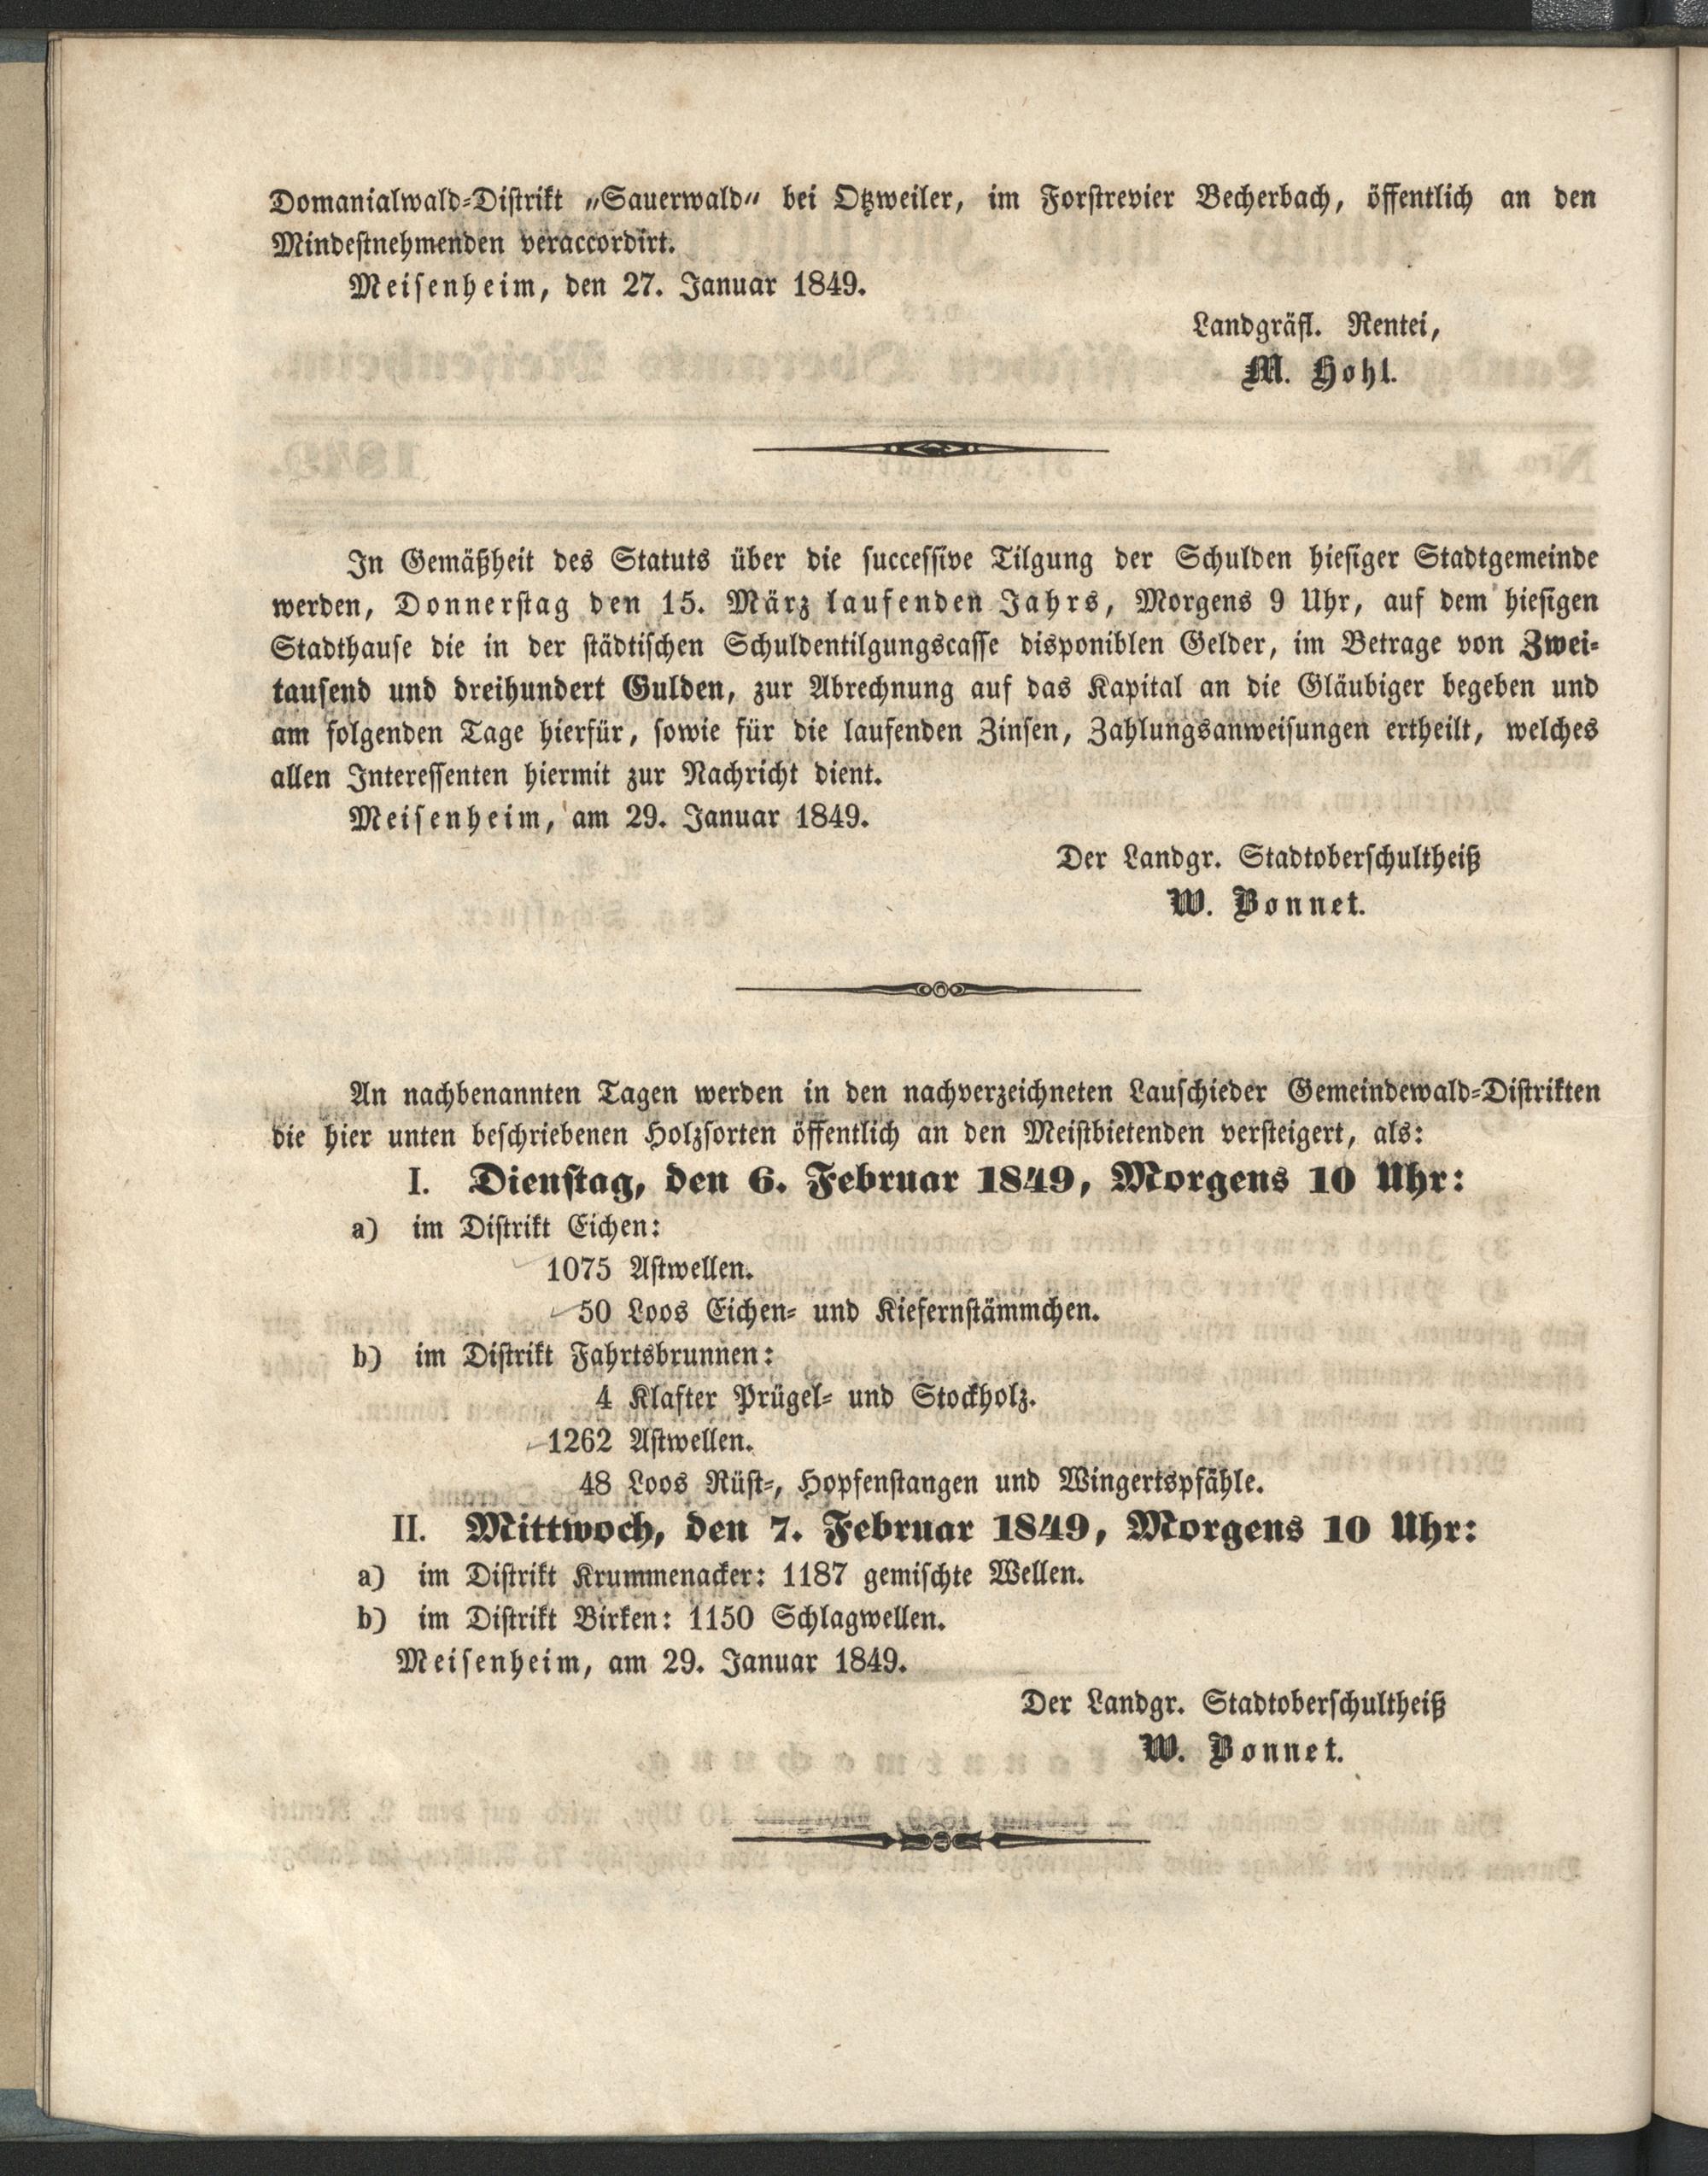 Domanialwald-Distrikt „Sauerwald“ bei Otzweiler, im Forstrevier Becherbach, öffentlich an den
Mindestnehmenden veraccordirt.
Meisenheim, den 27. Januar 1849.
Landgräfl. Rentei,
M. Hohl.
In Gemäßheit des Statuts über die successive Tilgung der Schulden hiesiger Stadtgemeinde
werden, Donnerstag den 15. März laufenden Jahrs, Morgens 9 Uhr, auf dem hiesigen
Stadthause die in der städtischen Schuldentilgungscasse disponiblen Gelder, im Betrage von Zwei-
tausend und dreihundert Gulden, zur Abrechnung auf das Kapital an die Gläubiger begeben und
am folgenden Tage hierfür, sowie für die laufenden Zinsen, Zahlungsanweisungen ertheilt, welches
allen Interessenten hiermit zur Nachricht dient.
Meisenheim, am 29. Januar 1849.
Der Landgr. Stadtoberschultheiß
W. Bonnet.
An nachbenannten Tagen werden in den nachverzeichneten Lauschieder Gemeindewald-Distrikten
die hier unten beschriebenen Holzsorten öffentlich an den Meistbietenden versteigert, als:
I. Dienstag, den 6. Februar 1849, Morgens 10 Uhr:
a) im Distrikt Eichen:
1075 Astwellen.
50 Loos Eichen- und Kiefernstämmchen.
b) im Distrikt Fahrtsbrunnen:
4 Klafter Prügel- und Stockholz.
1262 Astwellen.
48 Loos Rüst-, Hopfenstangen und Wingertspfähle.
II. Mittwoch, den 7. Februar 1849, Morgens 10 Uhr:
a) im Distrikt Krummenacker: 1187 gemischte Wellen.
b) im Distrikt Birken: 1150 Schlagwellen.
Meisenheim, am 29. Januar 1849.
Der Landgr. Stadtoberschultheiß
W. Bonnet.